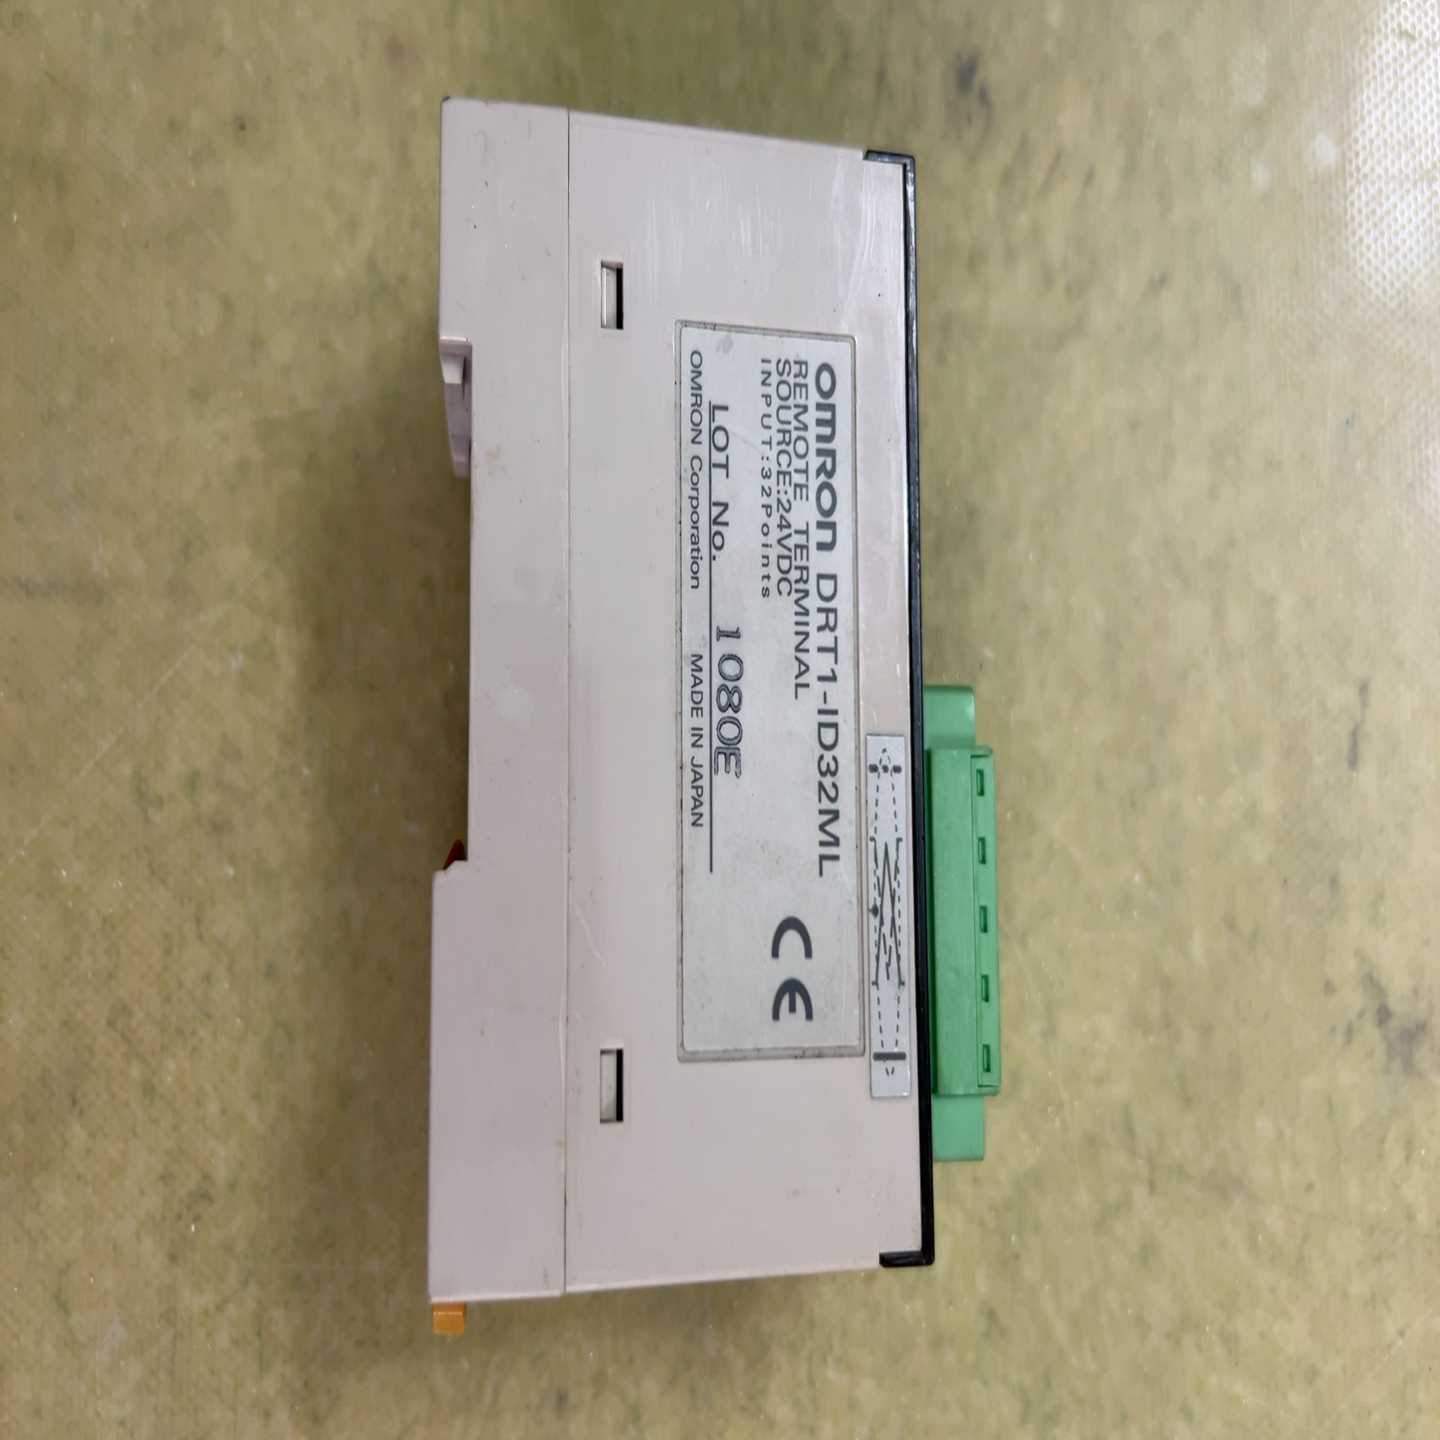 OMRON DRT1-ID32ML
REMOTE TERMINAL
SOURCE:24VDC
INPUT:32Points
CE
LOT No. 1080E
OMRON Corporation MADE IN JAPAN